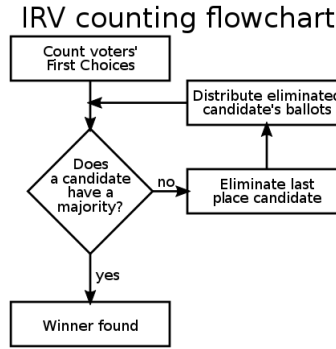 IRV counting flowchart
Count voters'
First Choices
Distribute eliminated
candidate's ballots
Does
a candidate
have a
majority?
no
Eliminate last
place candidate
yes
Winner found